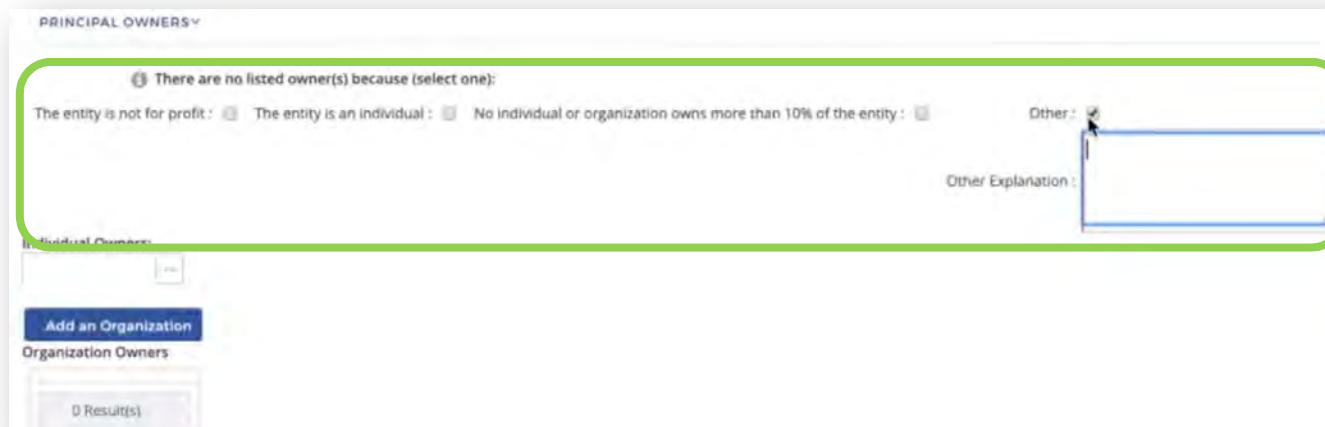 PRINCIPAL OWNERS
There are no listed owner(s) because (select one):
The entity is not for profit : The entity is an individual : No individual or organization owns more than 10% of the entity : Other :
Other Explanation :
Individual Owners:
Add an Organization
Organization Owners
0 Result(s)